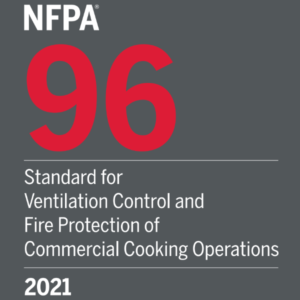 NFPA®
96
Standard for
Ventilation Control and
Fire Protection of
Commercial Cooking Operations
2021